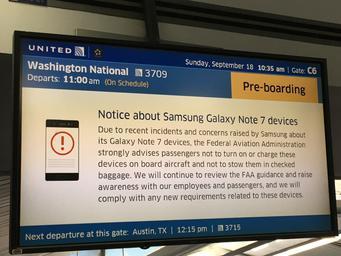 UNITED
Sunday, September 18 10:35 am | Gate: C6
Washington National 3709
Departs: 11:00 am (On Schedule)
Pre-boarding
Notice about Samsung Galaxy Note 7 devices
Due to recent incidents and concerns raised by Samsung about
its Galaxy Note 7 devices, the Federal Aviation Administration
strongly advises passengers not to turn on or charge these
devices on board aircraft and not to stow them in checked
baggage. We will continue to review the FAA guidance and raise
awareness with our employees and passengers, and we will
comply with any new requirements related to these devices.
Next departure at this gate: Austin, TX | 12:15 pm | 3715